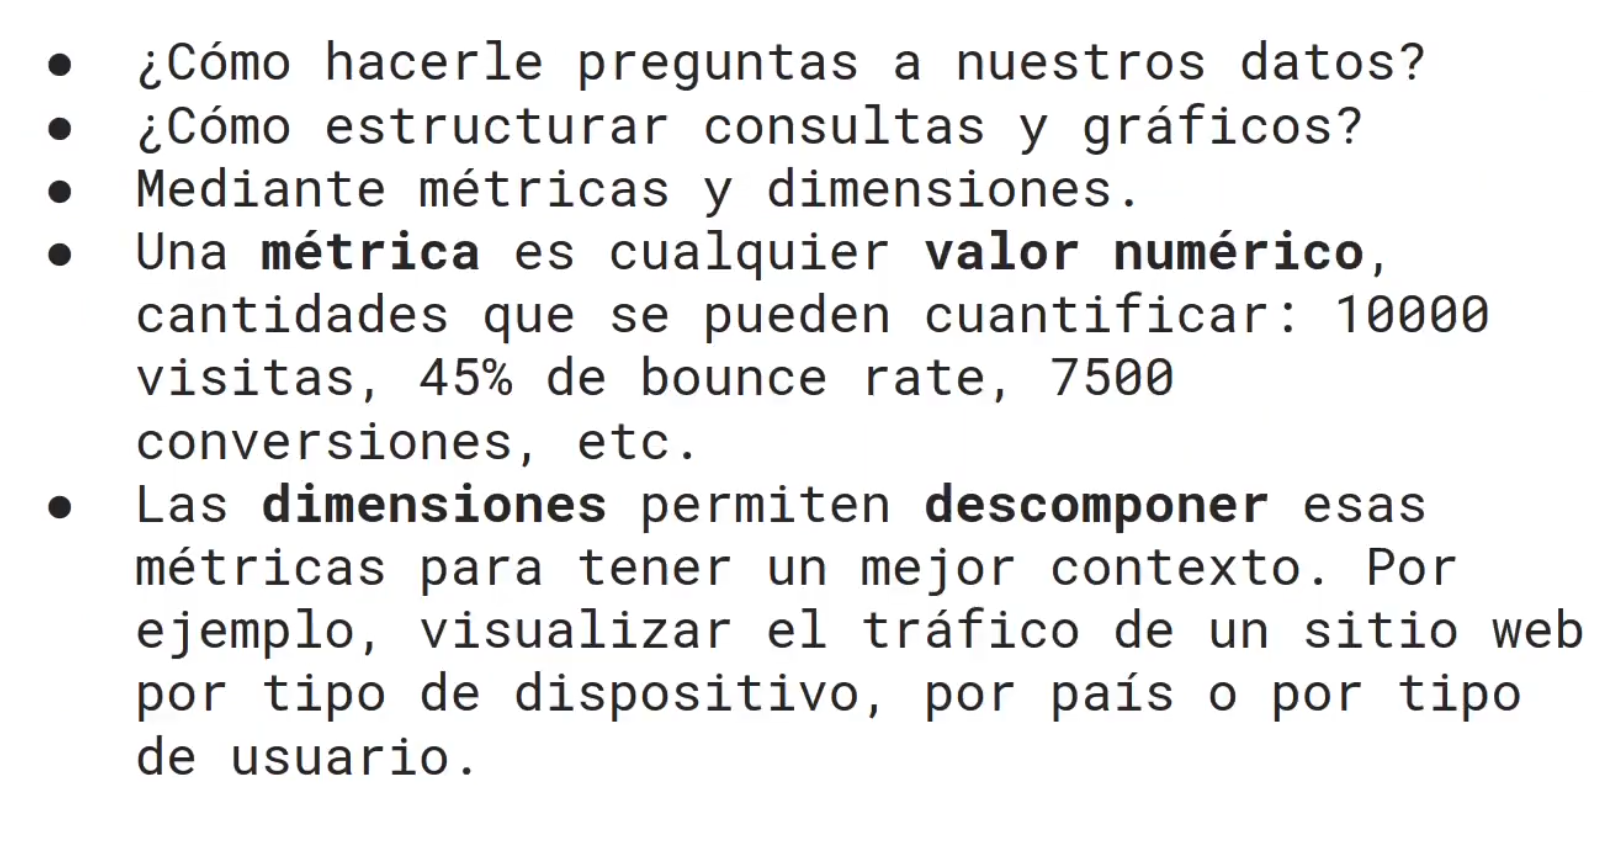 ● ¿Cómo hacerle preguntas a nuestros datos?
● ¿Cómo estructurar consultas y gráficos?
● Mediante métricas y dimensiones.
● Una métrica es cualquier valor numérico,
cantidades que se pueden cuantificar: 10000
visitas, 45% de bounce rate, 7500
conversiones, etc.
● Las dimensiones permiten descomponer esas
métricas para tener un mejor contexto. Por
ejemplo, visualizar el tráfico de un sitio web
por tipo de dispositivo, por país o por tipo
de usuario.